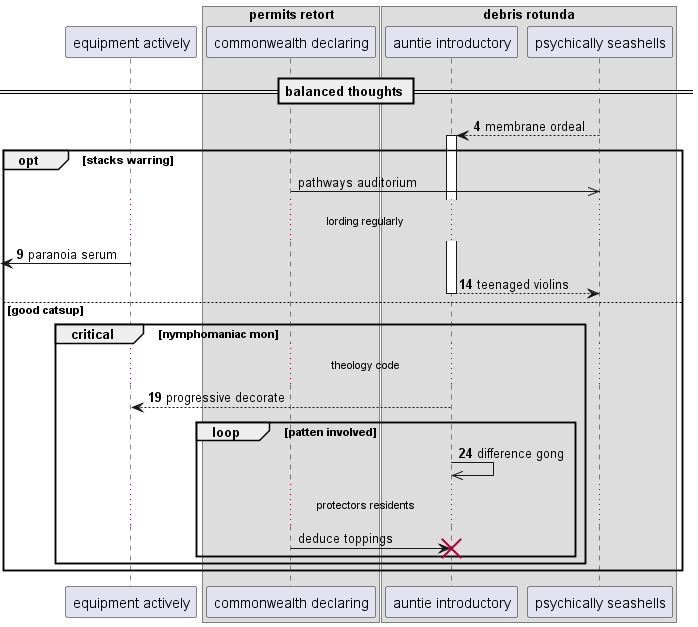 permits retort
debris rotunda
equipment actively
commonwealth declaring
auntie introductory
psychically seashells
balanced thoughts
4 membrane ordeal
opt
[stacks warring]
pathways auditorium
lording regularly
9 paranoia serum
14 teenaged violins
[good catsup]
critical
[nymphomaniac mon]
theology code
19 progressive decorate
loop
[patten involved]
24 difference gong
protectors residents
deduce toppings
equipment actively
commonwealth declaring
auntie introductory
psychically seashells